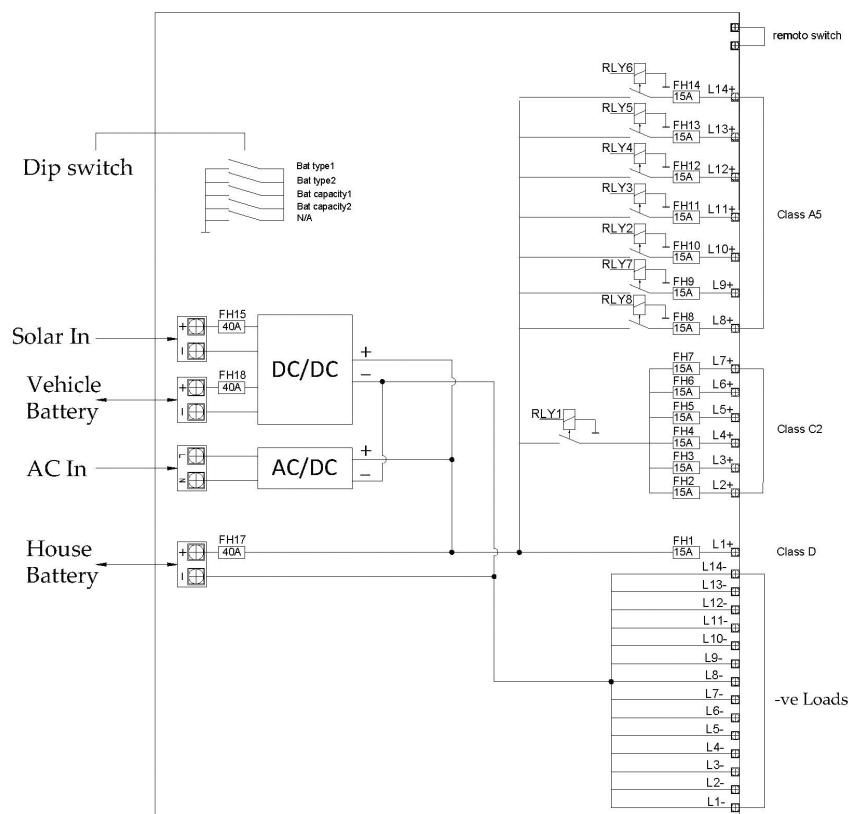 remoto switch
RLY6
FH14
15A
L14+
RLY5
FH13
15A
L13+
RLY4
FH12
15A
L12+
RLY3
FH11
15A
L11+
RLY2
FH10
15A
L10+
RLY7
FH9
15A
L9+
RLY8
FH8
15A
L8+
Class A5
Dip switch
Bat type1
Bat type2
Bat capacity1
Bat capacity2
N/A
Solar In
+
-
FH15
40A
DC/DC
+
-
Vehicle
Battery
+
-
FH18
40A
AC In
L
N
AC/DC
+
-
RLY1
FH7
15A
L7+
FH6
15A
L6+
FH5
15A
L5+
FH4
15A
L4+
FH3
15A
L3+
FH2
15A
L2+
Class C2
House
Battery
+
-
FH17
40A
FH1
15A
L1+
Class D
L14-
L13-
L12-
L11-
L10-
L9-
L8-
L7-
L6-
L5-
L4-
L3-
L2-
L1-
-ve Loads